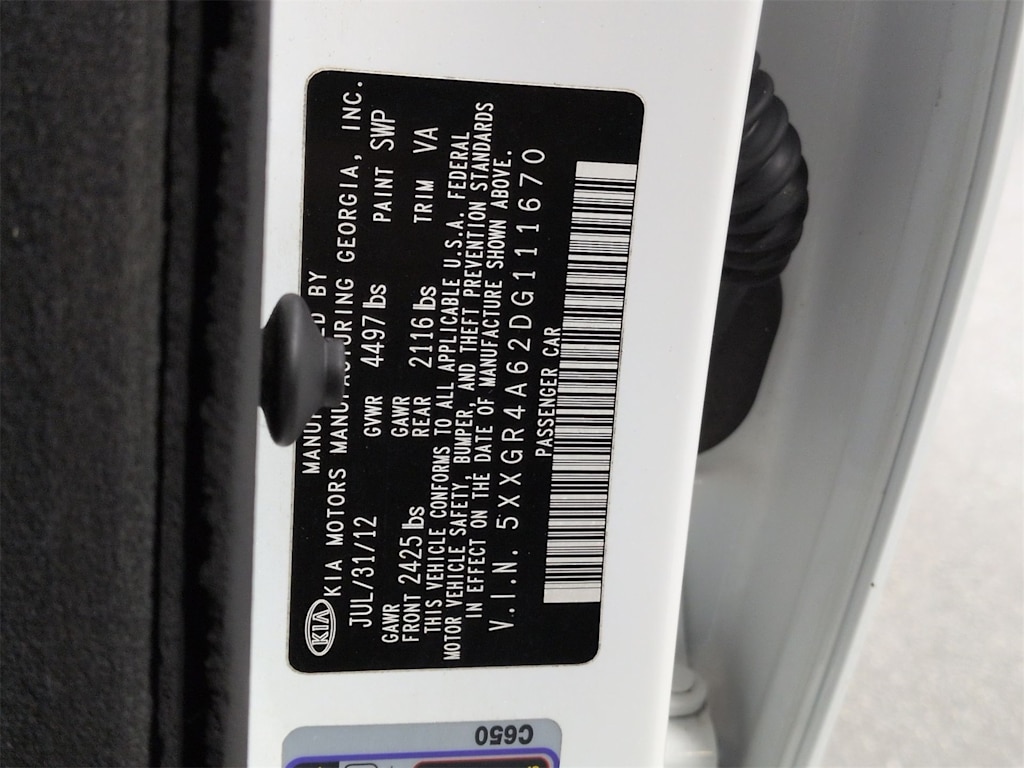 MANUFACTURED BY
KIA KIA MOTORS MANUFACTURING GEORGIA, INC.
JUL/31/12 GVWR 4497 lbs PAINT SWP
GAWR FRONT 2425 lbs GAWR REAR 2116 lbs TRIM VA
THIS VEHICLE CONFORMS TO ALL APPLICABLE U.S.A. FEDERAL
MOTOR VEHICLE SAFETY, BUMPER, AND THEFT PREVENTION STANDARDS
IN EFFECT ON THE DATE OF MANUFACTURE SHOWN ABOVE.
V.I.N. 5XXGR4A62DG111670
PASSENGER CAR
C650